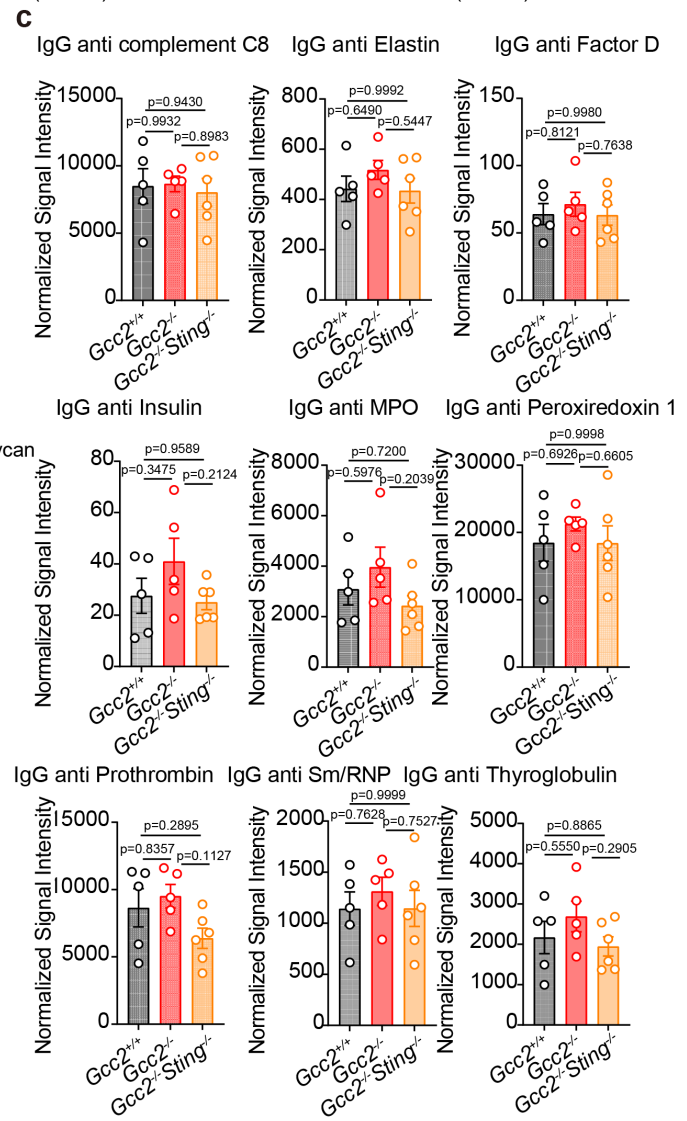 c
IgG anti complement C8 IgG anti Elastin IgG anti Factor D
Normalized Signal Intensity
15000
10000
5000
0
p=0.9430
p=0.9932
p=0.8983
Gcc2+/+
Gcc2-/-
Gcc2-/-Sting-/-
Normalized Signal Intensity
800
600
400
200
0
p=0.9992
p=0.6490
p=0.5447
Gcc2+/+
Gcc2-/-
Gcc2-/-Sting-/-
Normalized Signal Intensity
150
100
50
0
p=0.9980
p=0.8121
p=0.7638
Gcc2+/+
Gcc2-/-
Gcc2-/-Sting-/-
IgG anti Insulin IgG anti MPO IgG anti Peroxiredoxin 1
ycan
Normalized Signal Intensity
80
60
40
20
0
p=0.9589
p=0.3475
p=0.2124
Gcc2+/+
Gcc2-/-
Gcc2-/-Sting-/-
Normalized Signal Intensity
8000
6000
4000
2000
0
p=0.7200
p=0.5976
p=0.2039
Gcc2+/+
Gcc2-/-
Gcc2-/-Sting-/-
Normalized Signal Intensity
30000
20000
10000
0
p=0.9998
p=0.6926
p=0.6605
Gcc2+/+
Gcc2-/-
Gcc2-/-Sting-/-
IgG anti Prothrombin IgG anti Sm/RNP IgG anti Thyroglobulin
Normalized Signal Intensity
15000
10000
5000
0
p=0.2895
p=0.8357
p=0.1127
Gcc2+/+
Gcc2-/-
Gcc2-/-Sting-/-
Normalized Signal Intensity
2000
1500
1000
500
0
p=0.9999
p=0.7628
p=0.7527
Gcc2+/+
Gcc2-/-
Gcc2-/-Sting-/-
Normalized Signal Intensity
5000
4000
3000
2000
1000
0
p=0.8865
p=0.5550
p=0.2905
Gcc2+/+
Gcc2-/-
Gcc2-/-Sting-/-